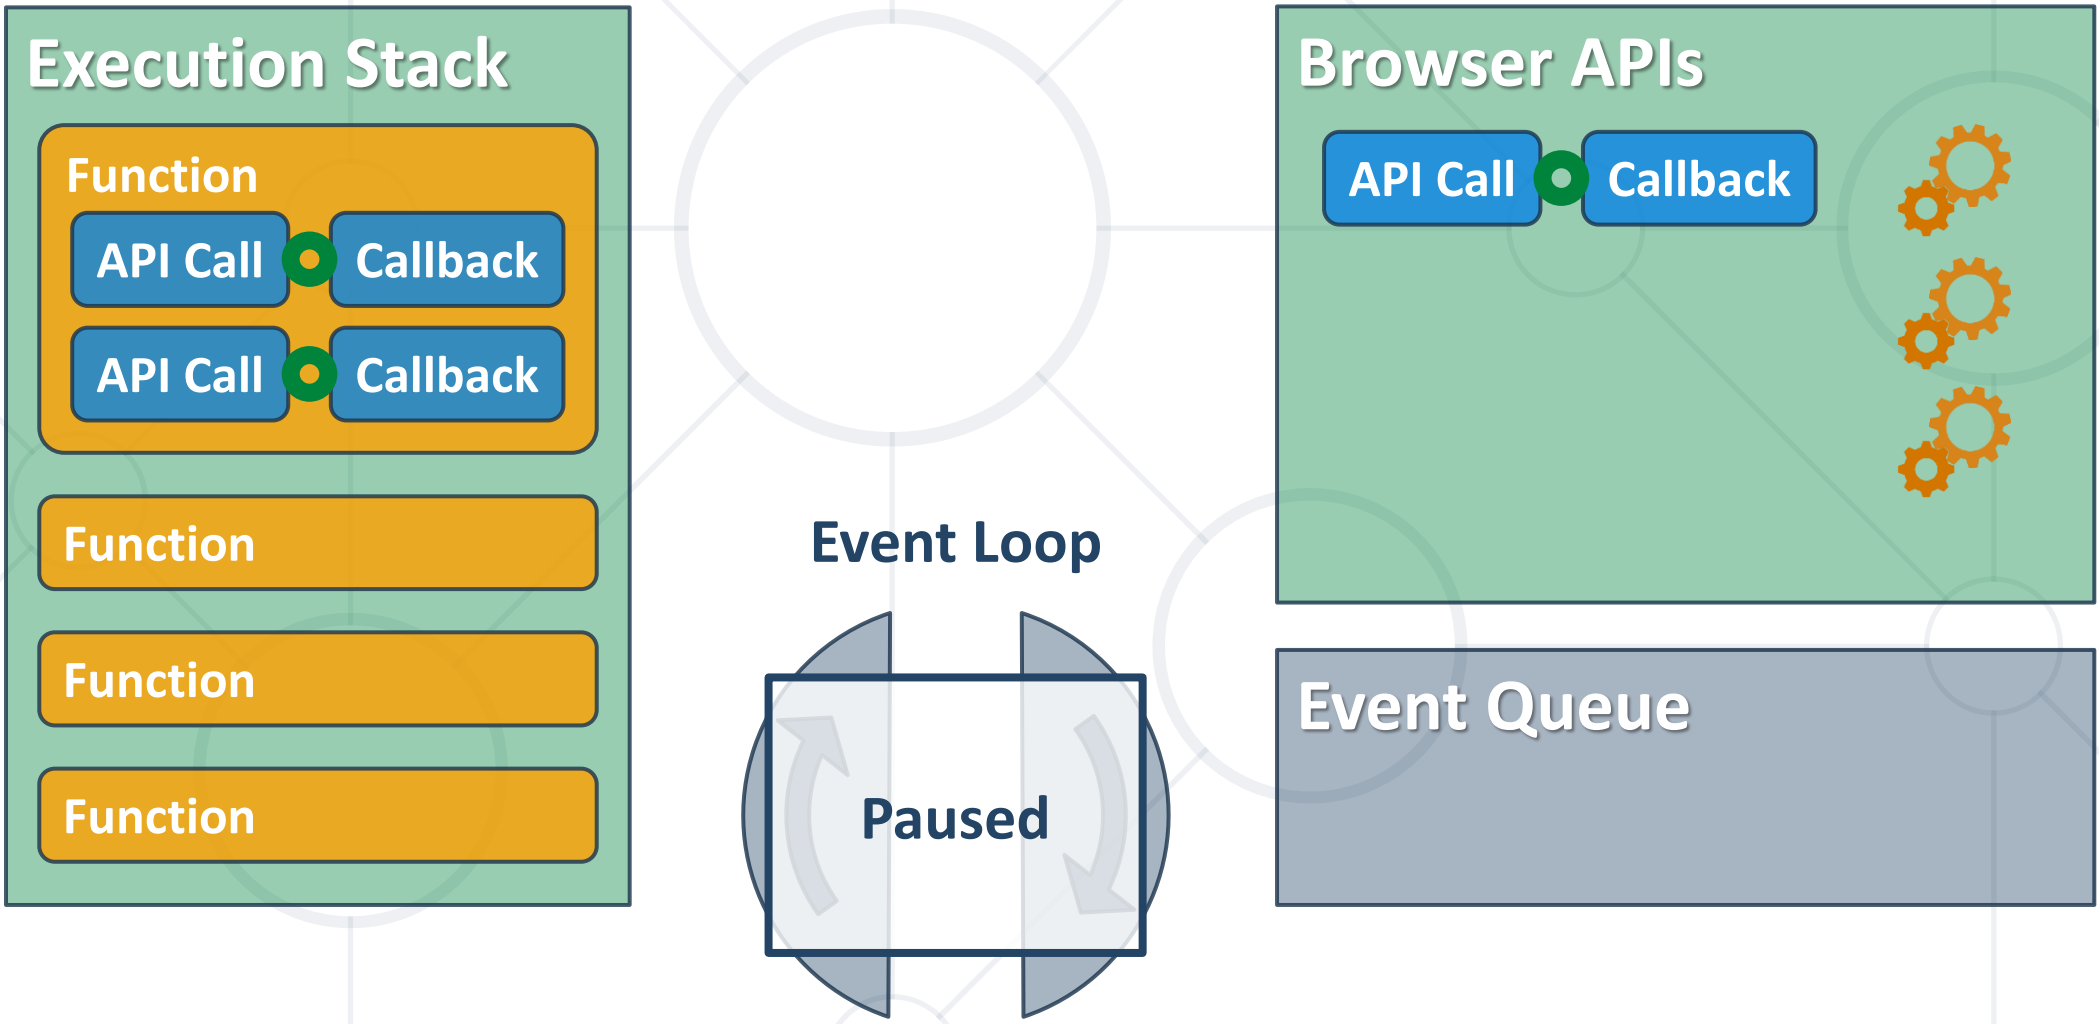 Execution Stack
Function
API Call Callback
API Call Callback
Function
Function
Function
Event Loop
Paused
Browser APIs
API Call Callback
Event Queue